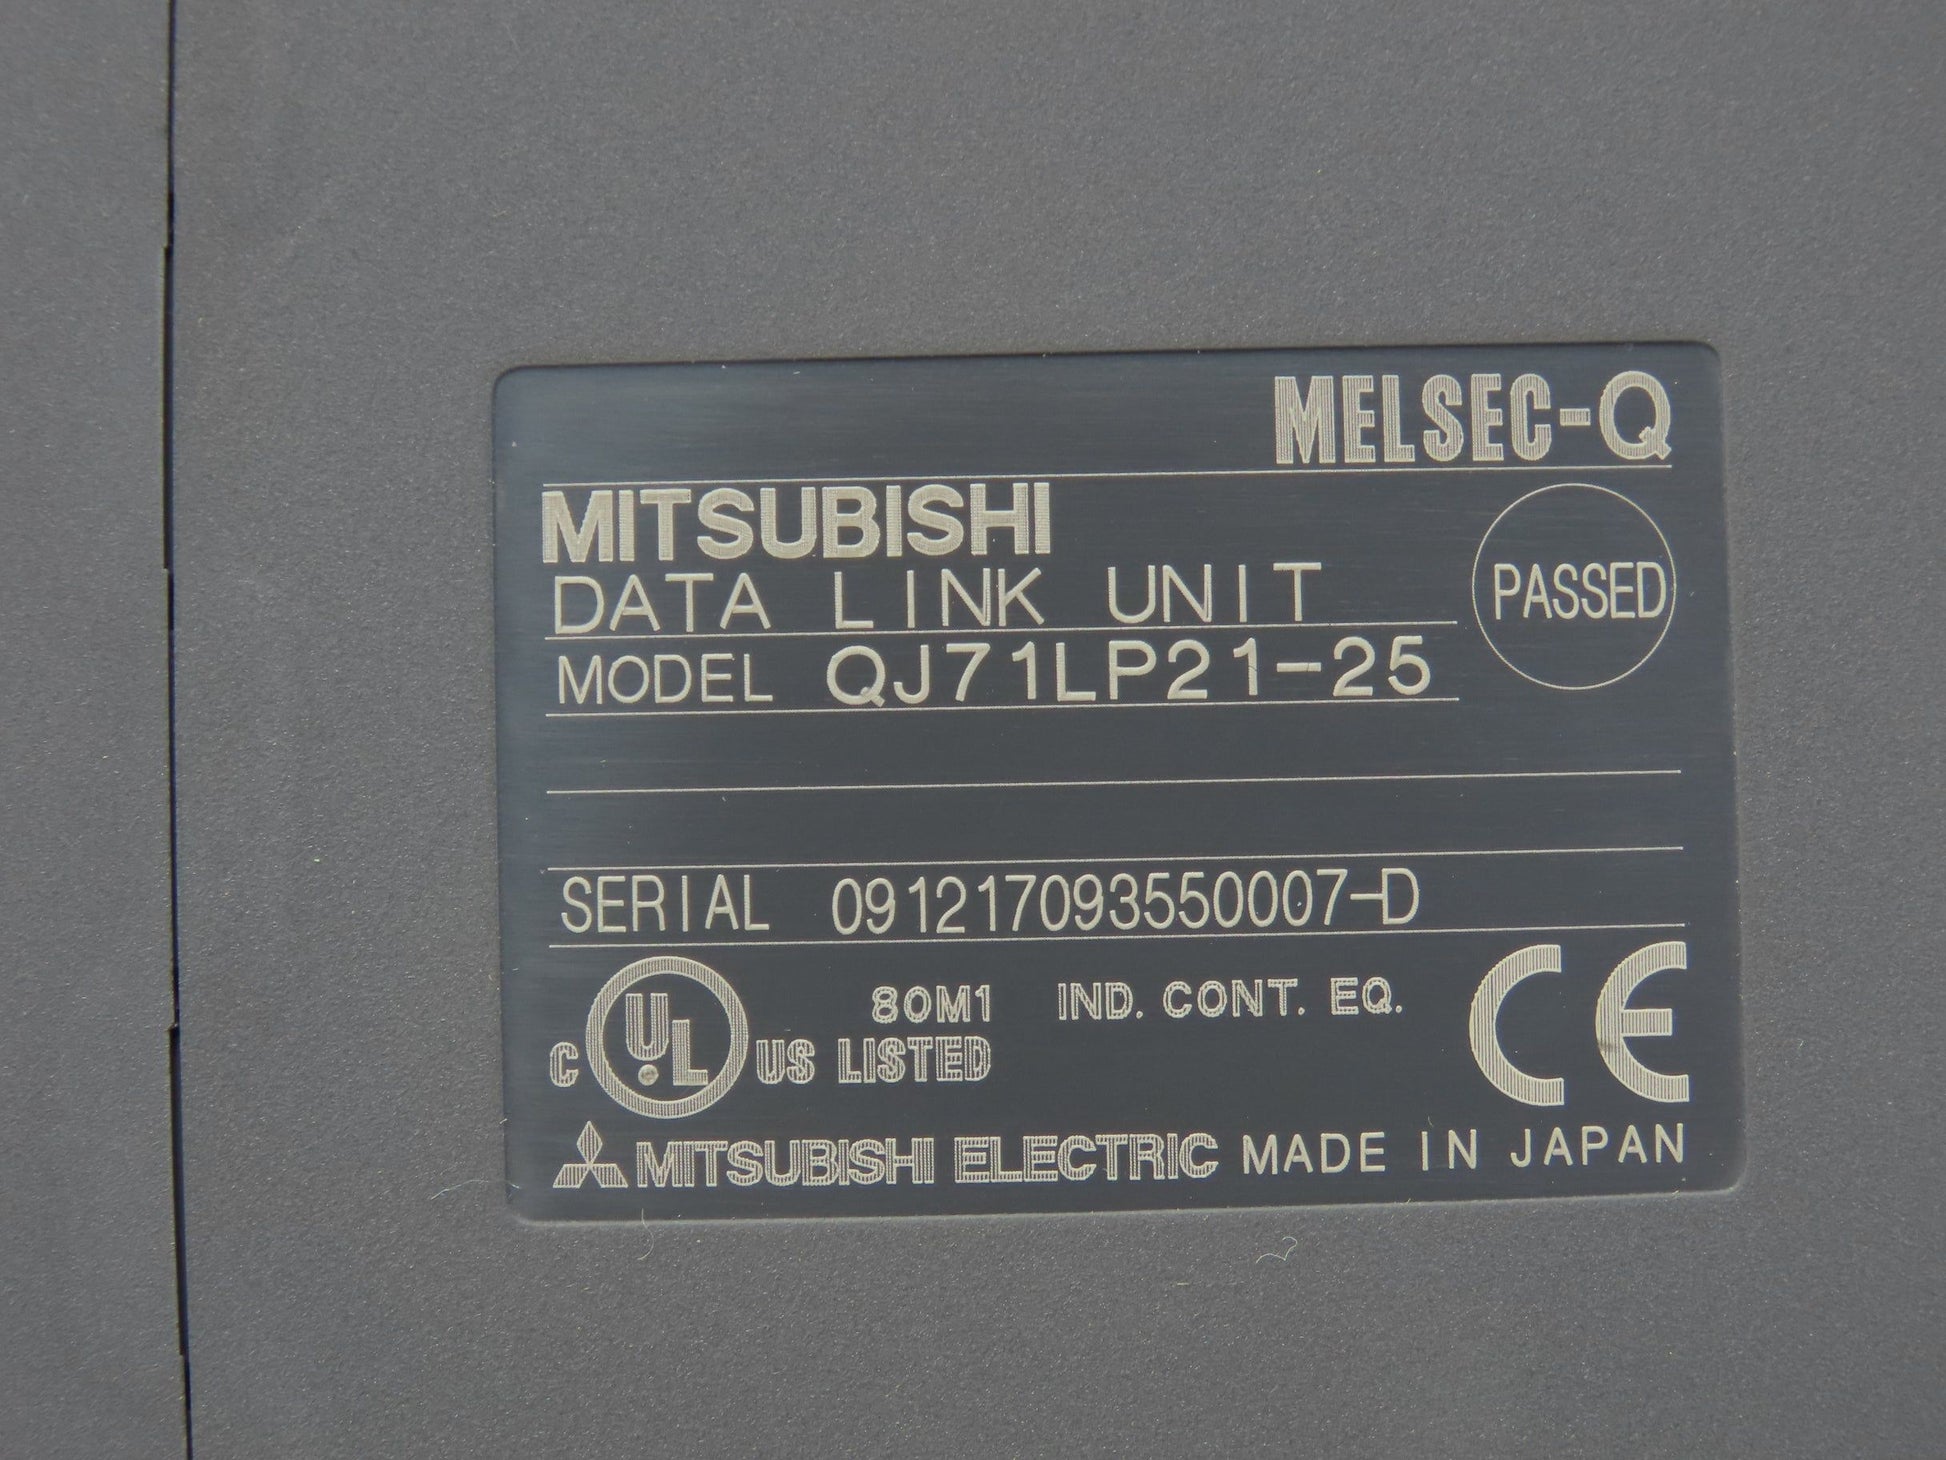 MELSEC-Q
MITSUBISHI
DATA LINK UNIT
PASSED
MODEL QJ71LP21-25
SERIAL 091217093550007-D
80M1 IND. CONT. EQ.
C UL US LISTED
CE
MITSUBISHI ELECTRIC MADE IN JAPAN